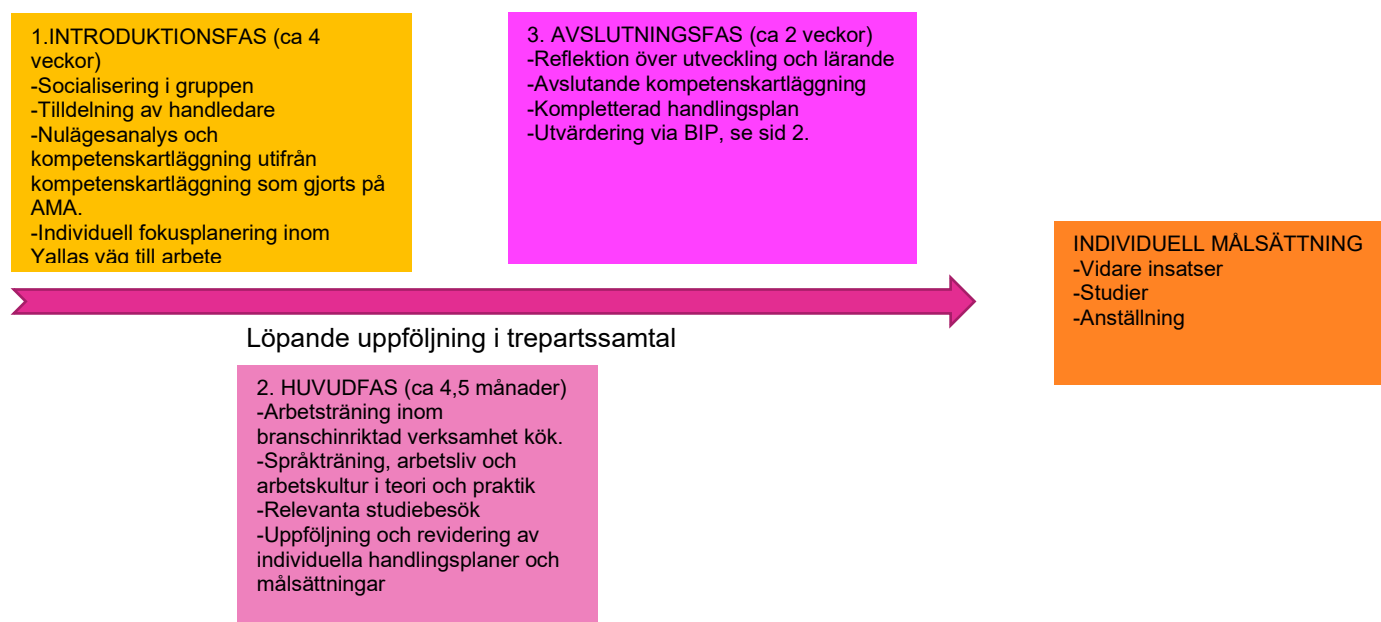 1.INTRODUKTIONSFAS (ca 4
veckor)
-Socialisering i gruppen
-Tilldelning av handledare
-Nulägesanalys och
kompetenskartläggning utifrån
kompetenskartläggning som gjorts på
AMA.
-Individuell fokusplanering inom
Yallas väg till arbete
3. AVSLUTNINGSFAS (ca 2 veckor)
-Reflektion över utveckling och lärande
-Avslutande kompetenskartläggning
-Kompletterad handlingsplan
-Utvärdering via BIP, se sid 2.
INDIVIDUELL MÅLSÄTTNING
-Vidare insatser
-Studier
-Anställning
Löpande uppföljning i trepartssamtal
2. HUVUDFAS (ca 4,5 månader)
-Arbetsträning inom
branschinriktad verksamhet kök.
-Språkträning, arbetsliv och
arbetskultur i teori och praktik
-Relevanta studiebesök
-Uppföljning och revidering av
individuella handlingsplaner och
målsättningar